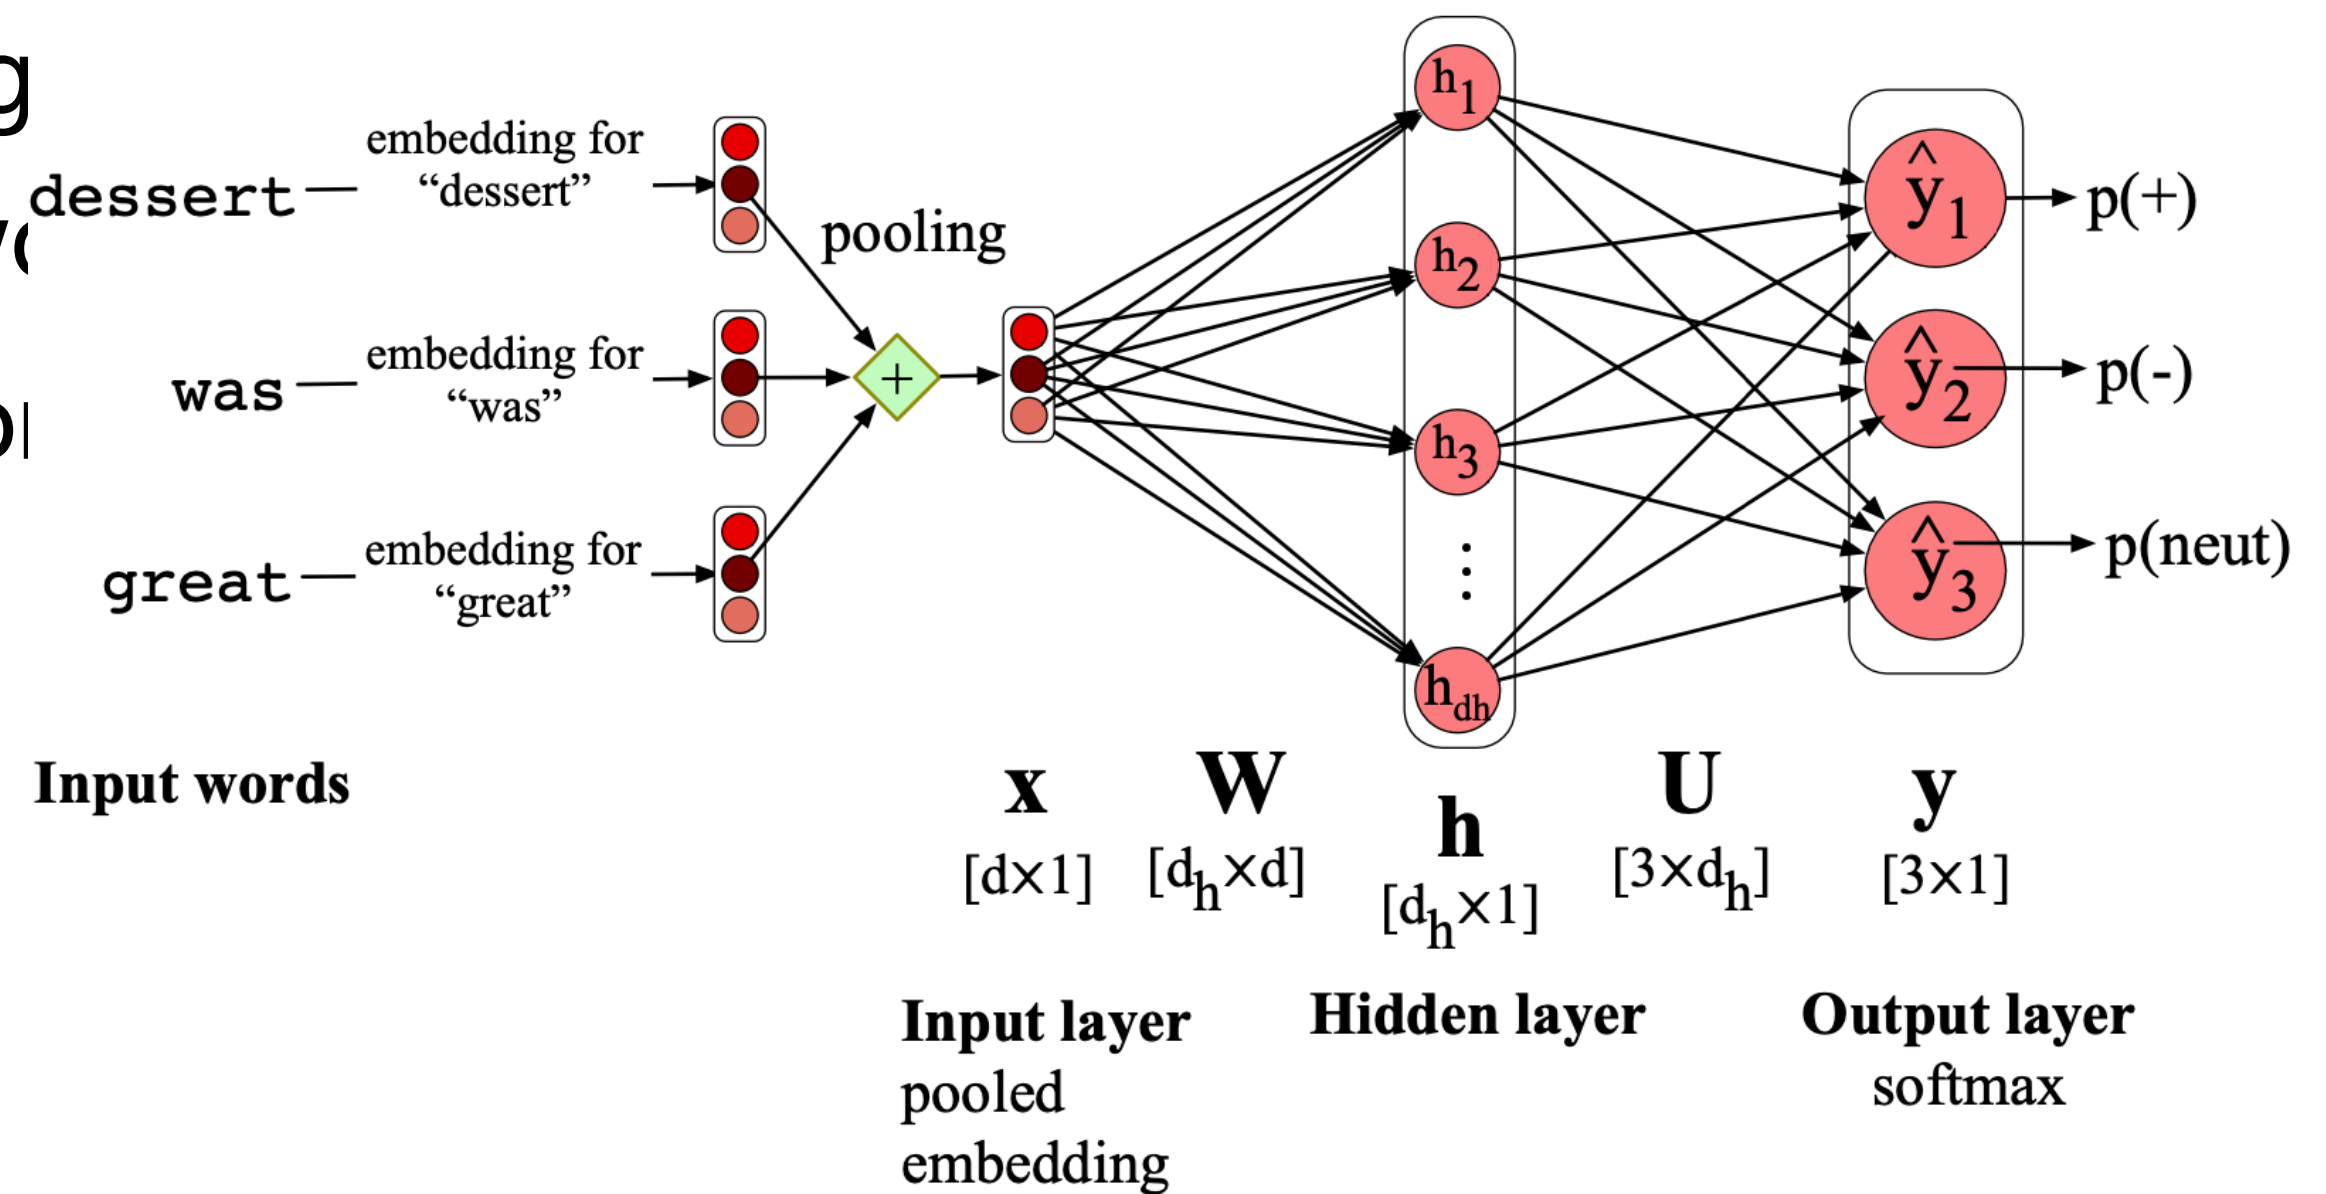 dessert
embedding for
“dessert”
was
embedding for
“was”
great
embedding for
“great”
pooling
+
h1
h2
h3
hdh
ŷ1
ŷ2
ŷ3
p(+)
p(-)
p(neut)
Input words
x
[d×1]
W
[dh×d]
h
[dh×1]
U
[3×dh]
y
[3×1]
Input layer
pooled
embedding
Hidden layer
Output layer
softmax